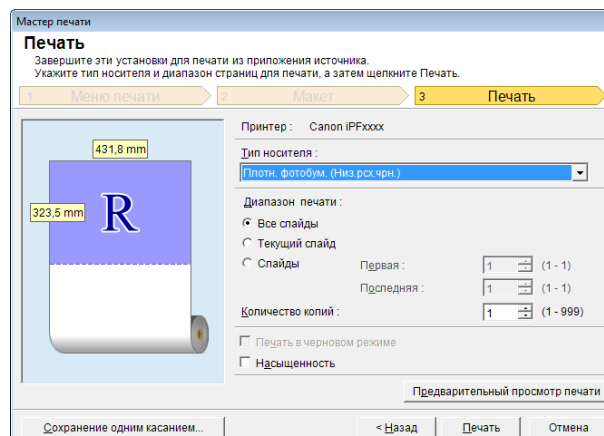 Мастер печати
Печать
Завершите эти установки для печати из приложения источника.
Укажите тип носителя и диапазон страниц для печати, а затем щелкните Печать.
1 Меню печати 2 Макет 3 Печать
Принтер : Canon iPFxxxx
431,8 mm
Тип носителя :
Плотн. фотобум. (Низ.рсх.чрн.)
323,5 mm
R
Диапазон печати :
Все слайды
Текущий слайд
Слайды Первая : 1 (1 - 1)
Последняя : 1 (1 - 1)
Количество копий : 1 (1 - 999)
Печать в черновом режиме
Насыщенность
Предварительный просмотр печати
Сохранение одним касанием... < Назад Печать Отмена